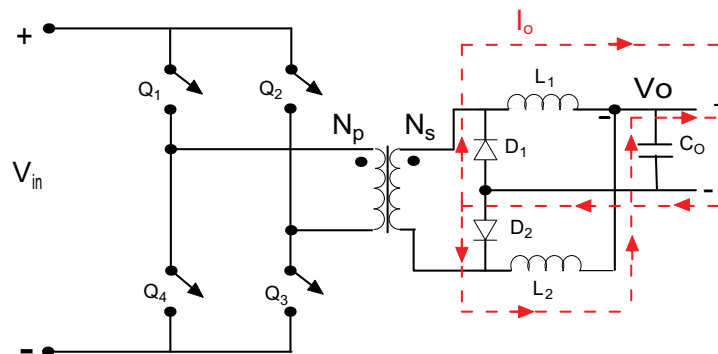 +
Iₒ
Q₁
Q₂
L₁
Vo
-
Nₚ
Nₛ
D₁
Cₒ
Vᵢₙ
-
D₂
Q₄
Q₃
L₂
-